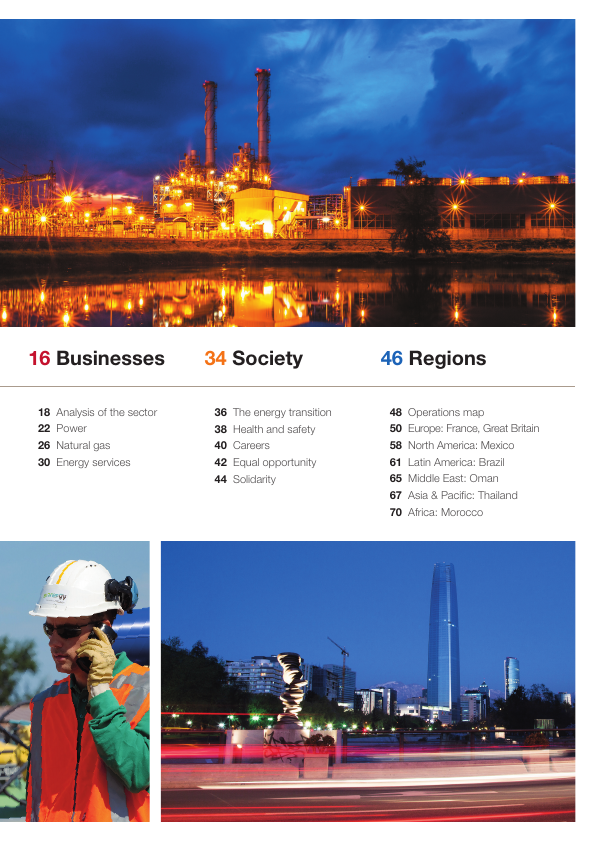 16 Businesses
18 Analysis of the sector
22 Power
26 Natural gas
30 Energy services
34 Society
36 The energy transition
38 Health and safety
40 Careers
42 Equal opportunity
44 Solidarity
46 Regions
48 Operations map
50 Europe: France, Great Britain
58 North America: Mexico
61 Latin America: Brazil
65 Middle East: Oman
67 Asia & Pacific: Thailand
70 Africa: Morocco